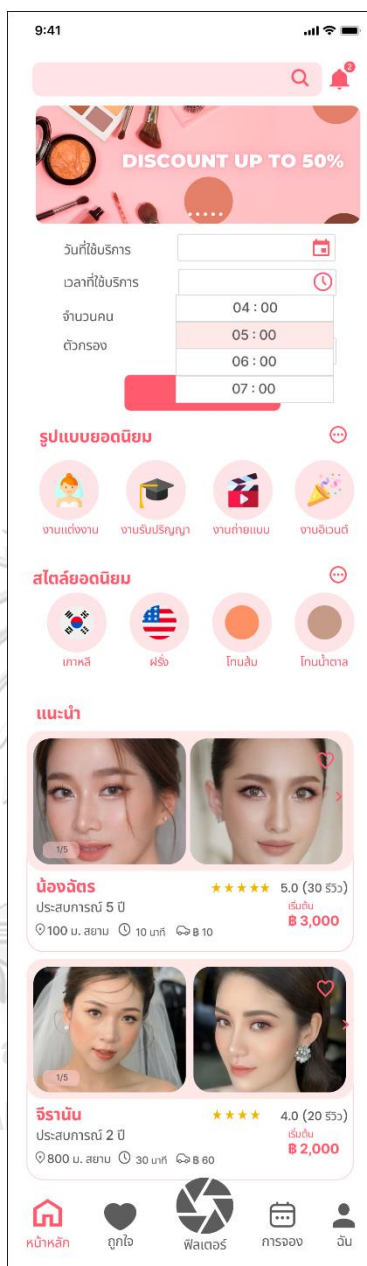 9:41
2
DISCOUNT UP TO 50%
วันที่ใช้บริการ
เวลาที่ใช้บริการ
จำนวนคน
04 : 00
ตัวกรอง
05 : 00
06 : 00
07 : 00
รูปแบบยอดนิยม
งานแต่งงาน งานรับปริญญา งานถ่ายแบบ งานอิเวนต์
สไตล์ยอดนิยม
เกาหลี ฝรั่ง โทนส้ม โทนน้ำตาล
แนะนำ
1/5
น้องฉัตร 5.0 (30 รีวิว)
ประสบการณ์ 5 ปี เริ่มต้น
100 ม. สยาม 10 นาที ฿ 10 ฿ 3,000
1/5
จีรานัน 4.0 (20 รีวิว)
ประสบการณ์ 2 ปี เริ่มต้น
800 ม. สยาม 30 นาที ฿ 60 ฿ 2,000
หน้าหลัก ถูกใจ ฟิลเตอร์ การจอง ฉัน